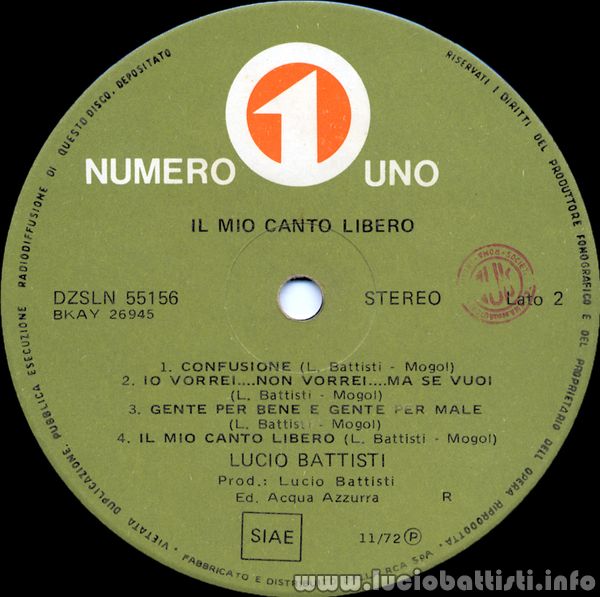 NUMERO 1 UNO
IL MIO CANTO LIBERO
DZSLN 55156
BKAY 26945
STEREO
Lato 2
1. CONFUSIONE (L. Battisti - Mogol)
2. IO VORREI....NON VORREI....MA SE VUOI
(L. Battisti - Mogol)
3. GENTE PER BENE E GENTE PER MALE
(L. Battisti - Mogol)
4. IL MIO CANTO LIBERO (L. Battisti - Mogol)
LUCIO BATTISTI
Prod.: Lucio Battisti
Ed. Acqua Azzurra
R
SIAE
11/72 P
RISERVATI I DIRITTI DEL PRODUTTORE FONOGRAFICO E DEL PROPRIETARIO DELL'OPERA RIPRODOTTA
VIETATA DUPLICAZIONE, PUBBLICA ESECUZIONE RADIODIFFUSIONE DI QUESTO DISCO. DEPOSITATO
FABBRICATO E DISTRIB RCA SPA
www.luciobattisti.info